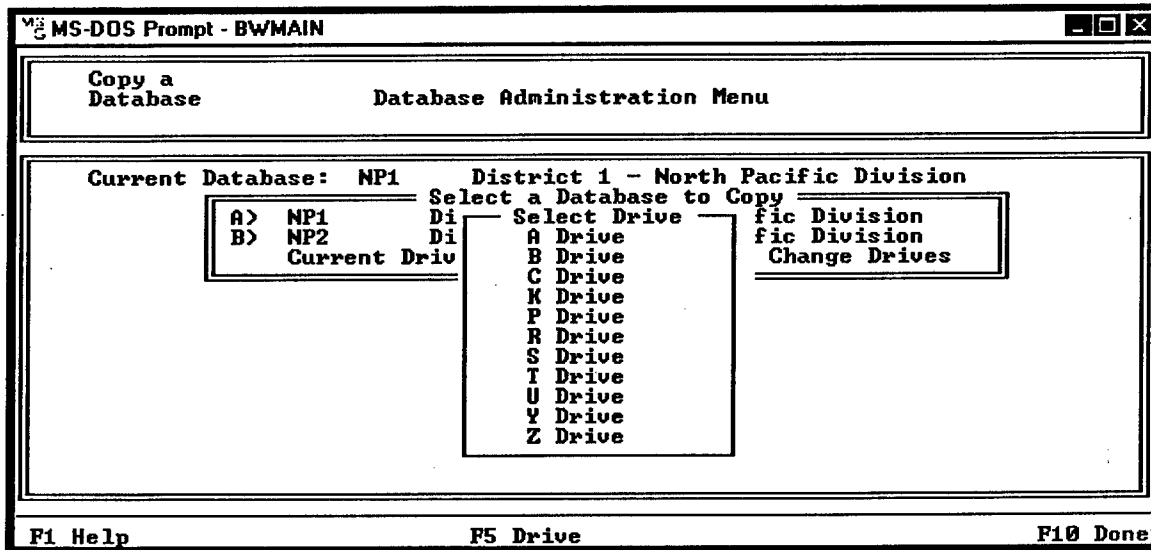 MS-DOS Prompt - BWMAIN
Copy a
Database Database Administration Menu
Current Database: NP1 District 1 - North Pacific Division
Select a Database to Copy
A> NP1 Di Select Drive fic Division
B> NP2 Di A Drive fic Division
Current Driv B Drive Change Drives
C Drive
K Drive
P Drive
R Drive
S Drive
T Drive
U Drive
Y Drive
Z Drive
F1 Help F5 Drive F10 Done